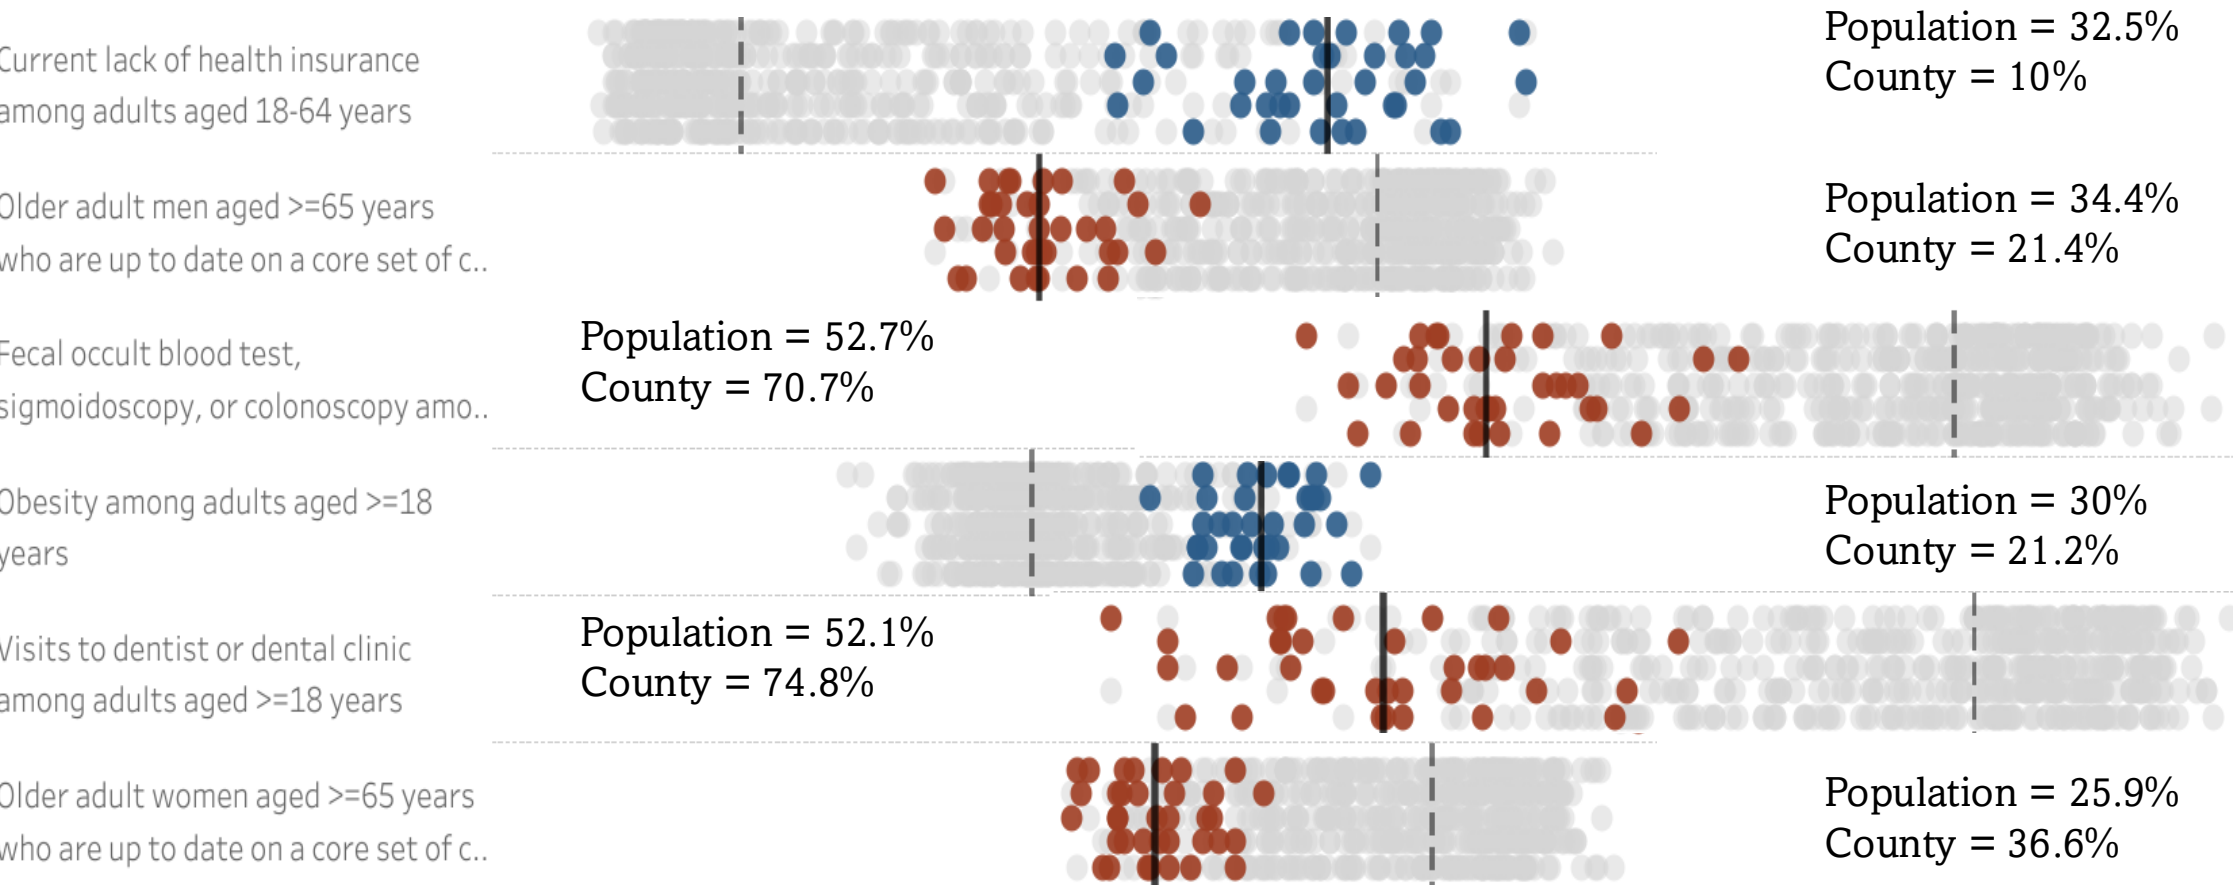 Current lack of health insurance
among adults aged 18-64 years
Population = 32.5%
County = 10%
Older adult men aged >=65 years
who are up to date on a core set of c..
Population = 34.4%
County = 21.4%
Fecal occult blood test,
sigmoidoscopy, or colonoscopy amo..
Population = 52.7%
County = 70.7%
Obesity among adults aged >=18
years
Population = 30%
County = 21.2%
Visits to dentist or dental clinic
among adults aged >=18 years
Population = 52.1%
County = 74.8%
Older adult women aged >=65 years
who are up to date on a core set of c..
Population = 25.9%
County = 36.6%